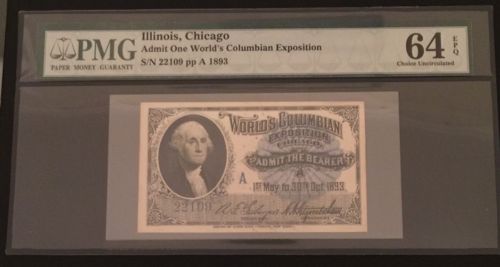 PMG
PAPER MONEY GUARANTY
Illinois, Chicago
Admit One World's Columbian Exposition
S/N 22109 pp A 1893
64 EPQ
Choice Uncirculated
WORLD'S COLUMBIAN
EXPOSITION
CHICAGO
ADMIT THE BEARER
A
1ST May to 30TH Oct. 1893.
22109